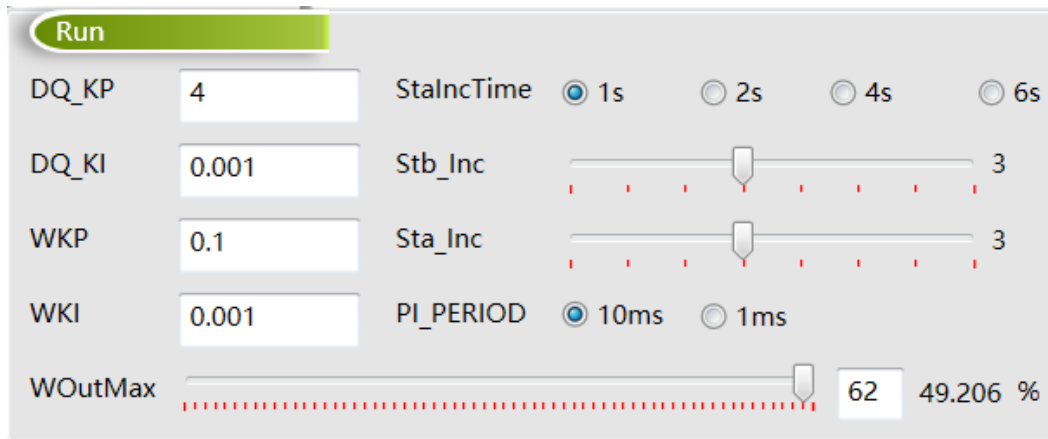 Run
DQ_KP 4 StaIncTime 1s 2s 4s 6s
DQ_KI 0.001 Stb_Inc 3
WKP 0.1 Sta_Inc 3
WKI 0.001 PI_PERIOD 10ms 1ms
WOutMax 62 49.206 %